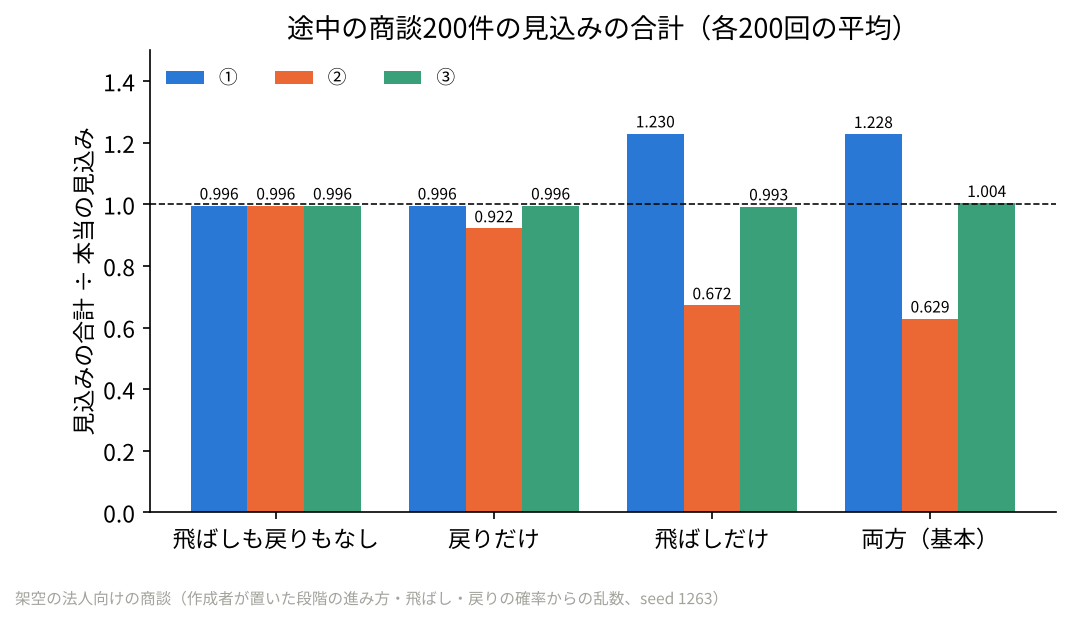 途中の商談200件の見込みの合計（各200回の平均）
① ② ③
見込みの合計 ÷ 本当の見込み
1.4
1.2
1.0
0.8
0.6
0.4
0.2
0.0
0.996 0.996 0.996
0.996 0.922 0.996
1.230 0.672 0.993
1.228 0.629 1.004
飛ばしも戻りもなし 戻りだけ 飛ばしだけ 両方（基本）
架空の法人向けの商談（作成者が置いた段階の進み方・飛ばし・戻りの確率からの乱数、seed 1263）